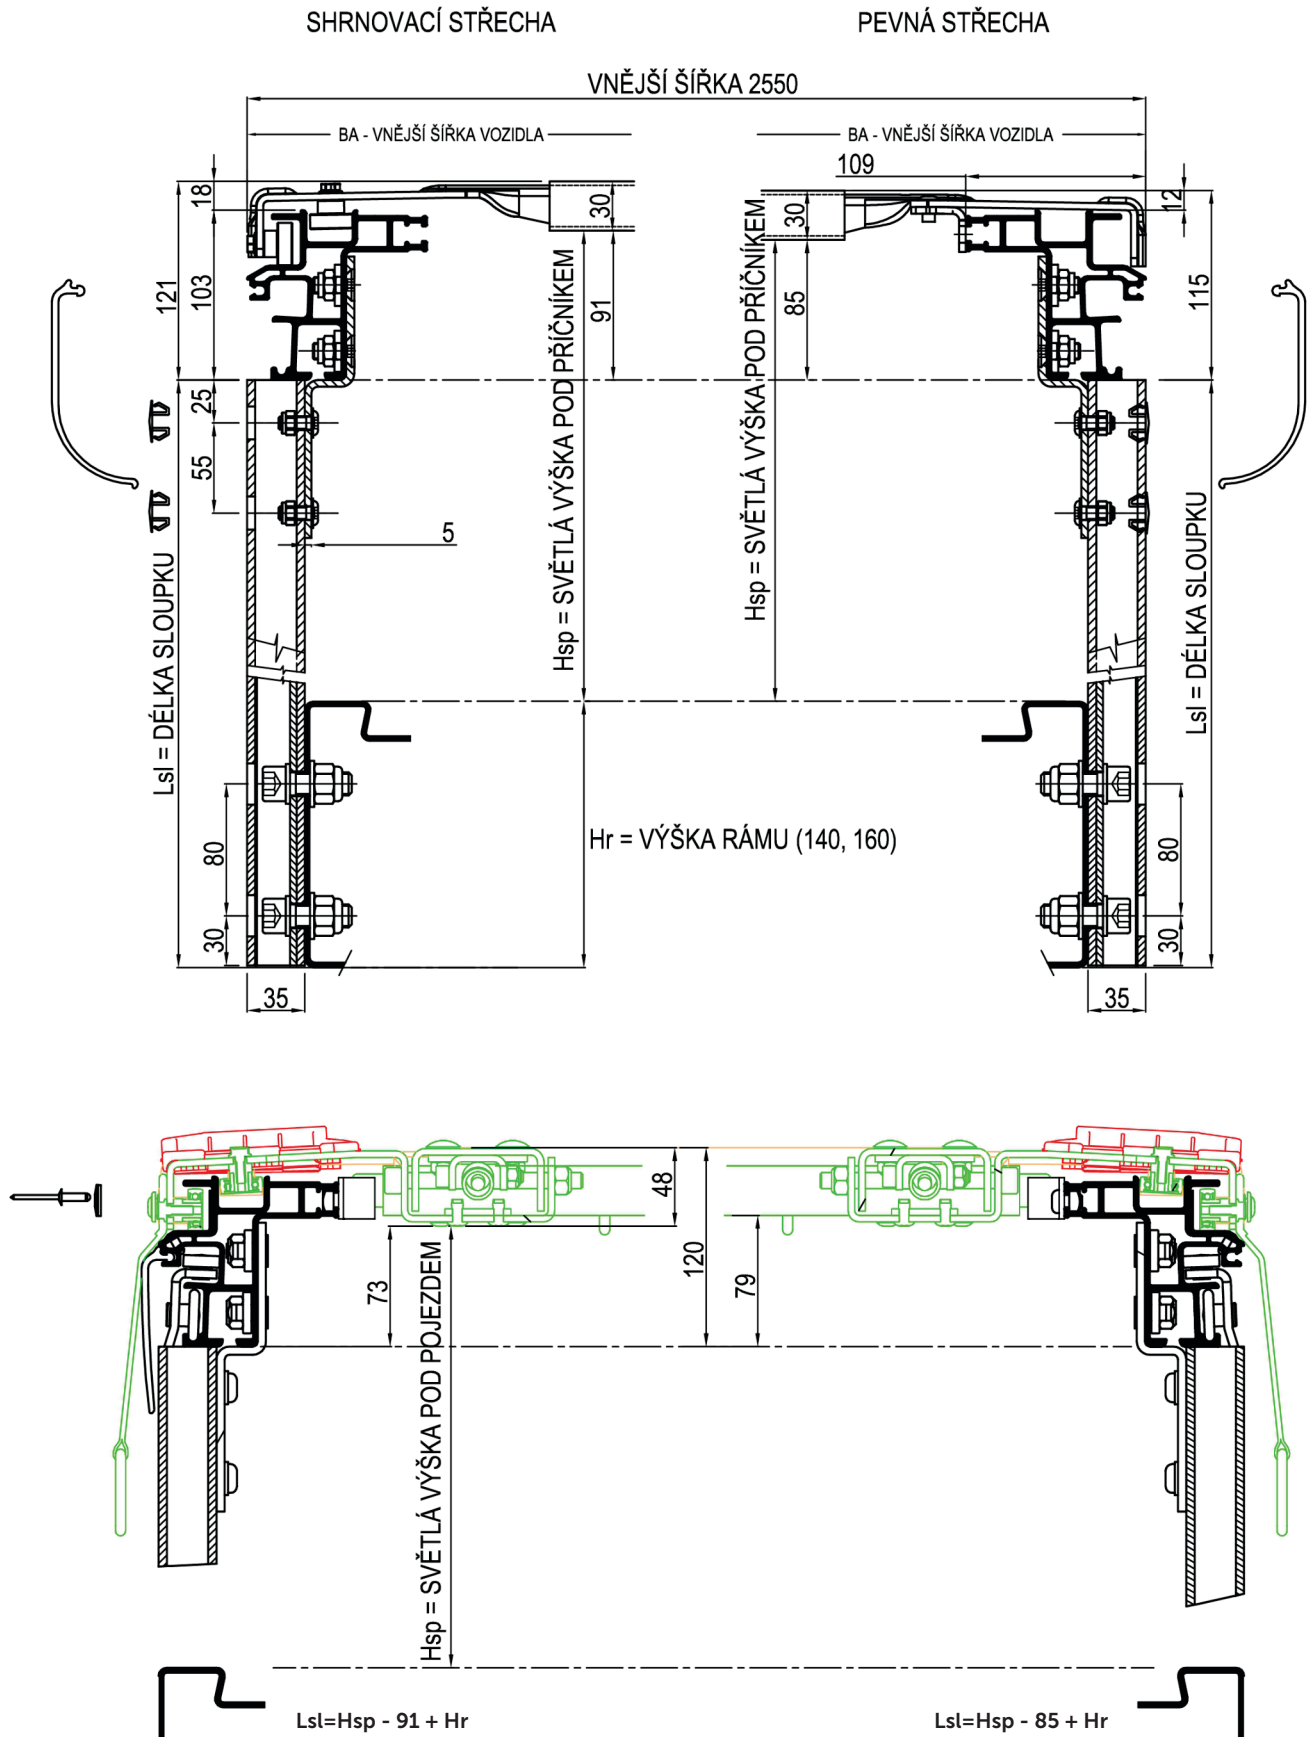 SHRNOVACÍ STŘECHA
PEVNÁ STŘECHA
VNĚJŠÍ ŠÍŘKA 2550
BA - VNĚJŠÍ ŠÍŘKA VOZIDLA
BA - VNĚJŠÍ ŠÍŘKA VOZIDLA
109
18
30
30
12
121
103
91
85
115
Hsp = SVĚTLÁ VÝŠKA POD PŘÍČNÍKEM
Hsp = SVĚTLÁ VÝŠKA POD PŘÍČNÍKEM
25
55
5
Lsl = DÉLKA SLOUPKU
Lsl = DÉLKA SLOUPKU
Hr = VÝŠKA RÁMU (140, 160)
80
80
30
30
35
35
48
120
73
79
Hsp = SVĚTLÁ VÝŠKA POD POJEZDEM
Lsl=Hsp - 91 + Hr
Lsl=Hsp - 85 + Hr